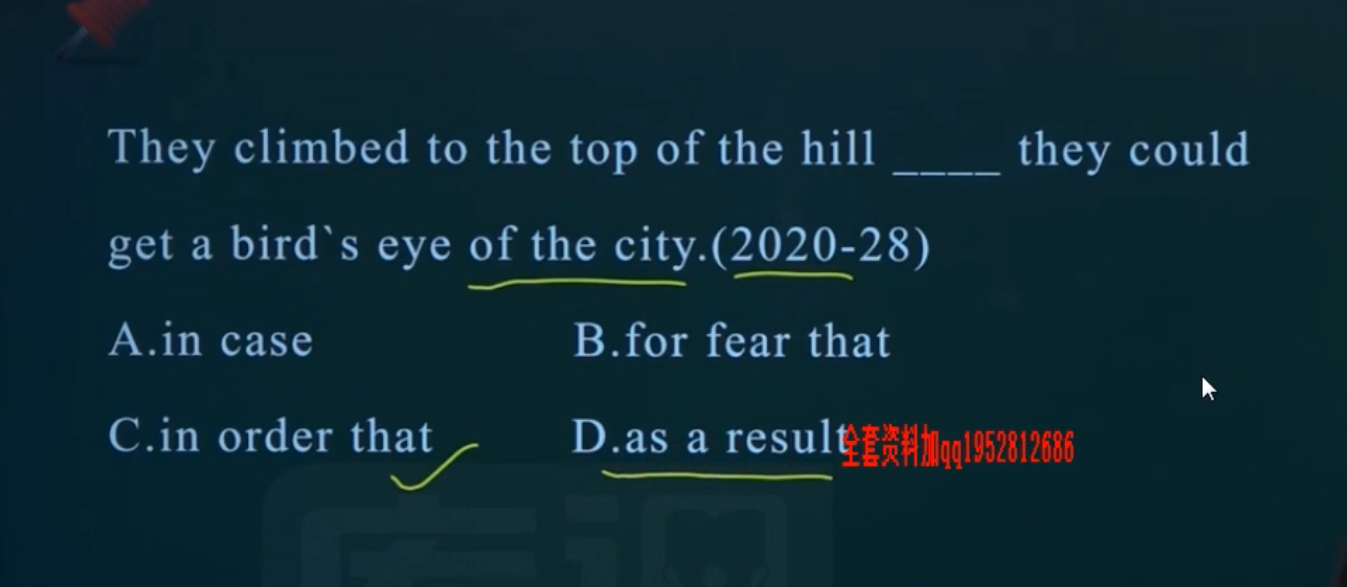 They climbed to the top of the hill ____ they could
get a bird`s eye of the city.(2020-28)
A.in case B.for fear that
C.in order that D.as a result
全套资料加qq1952812686